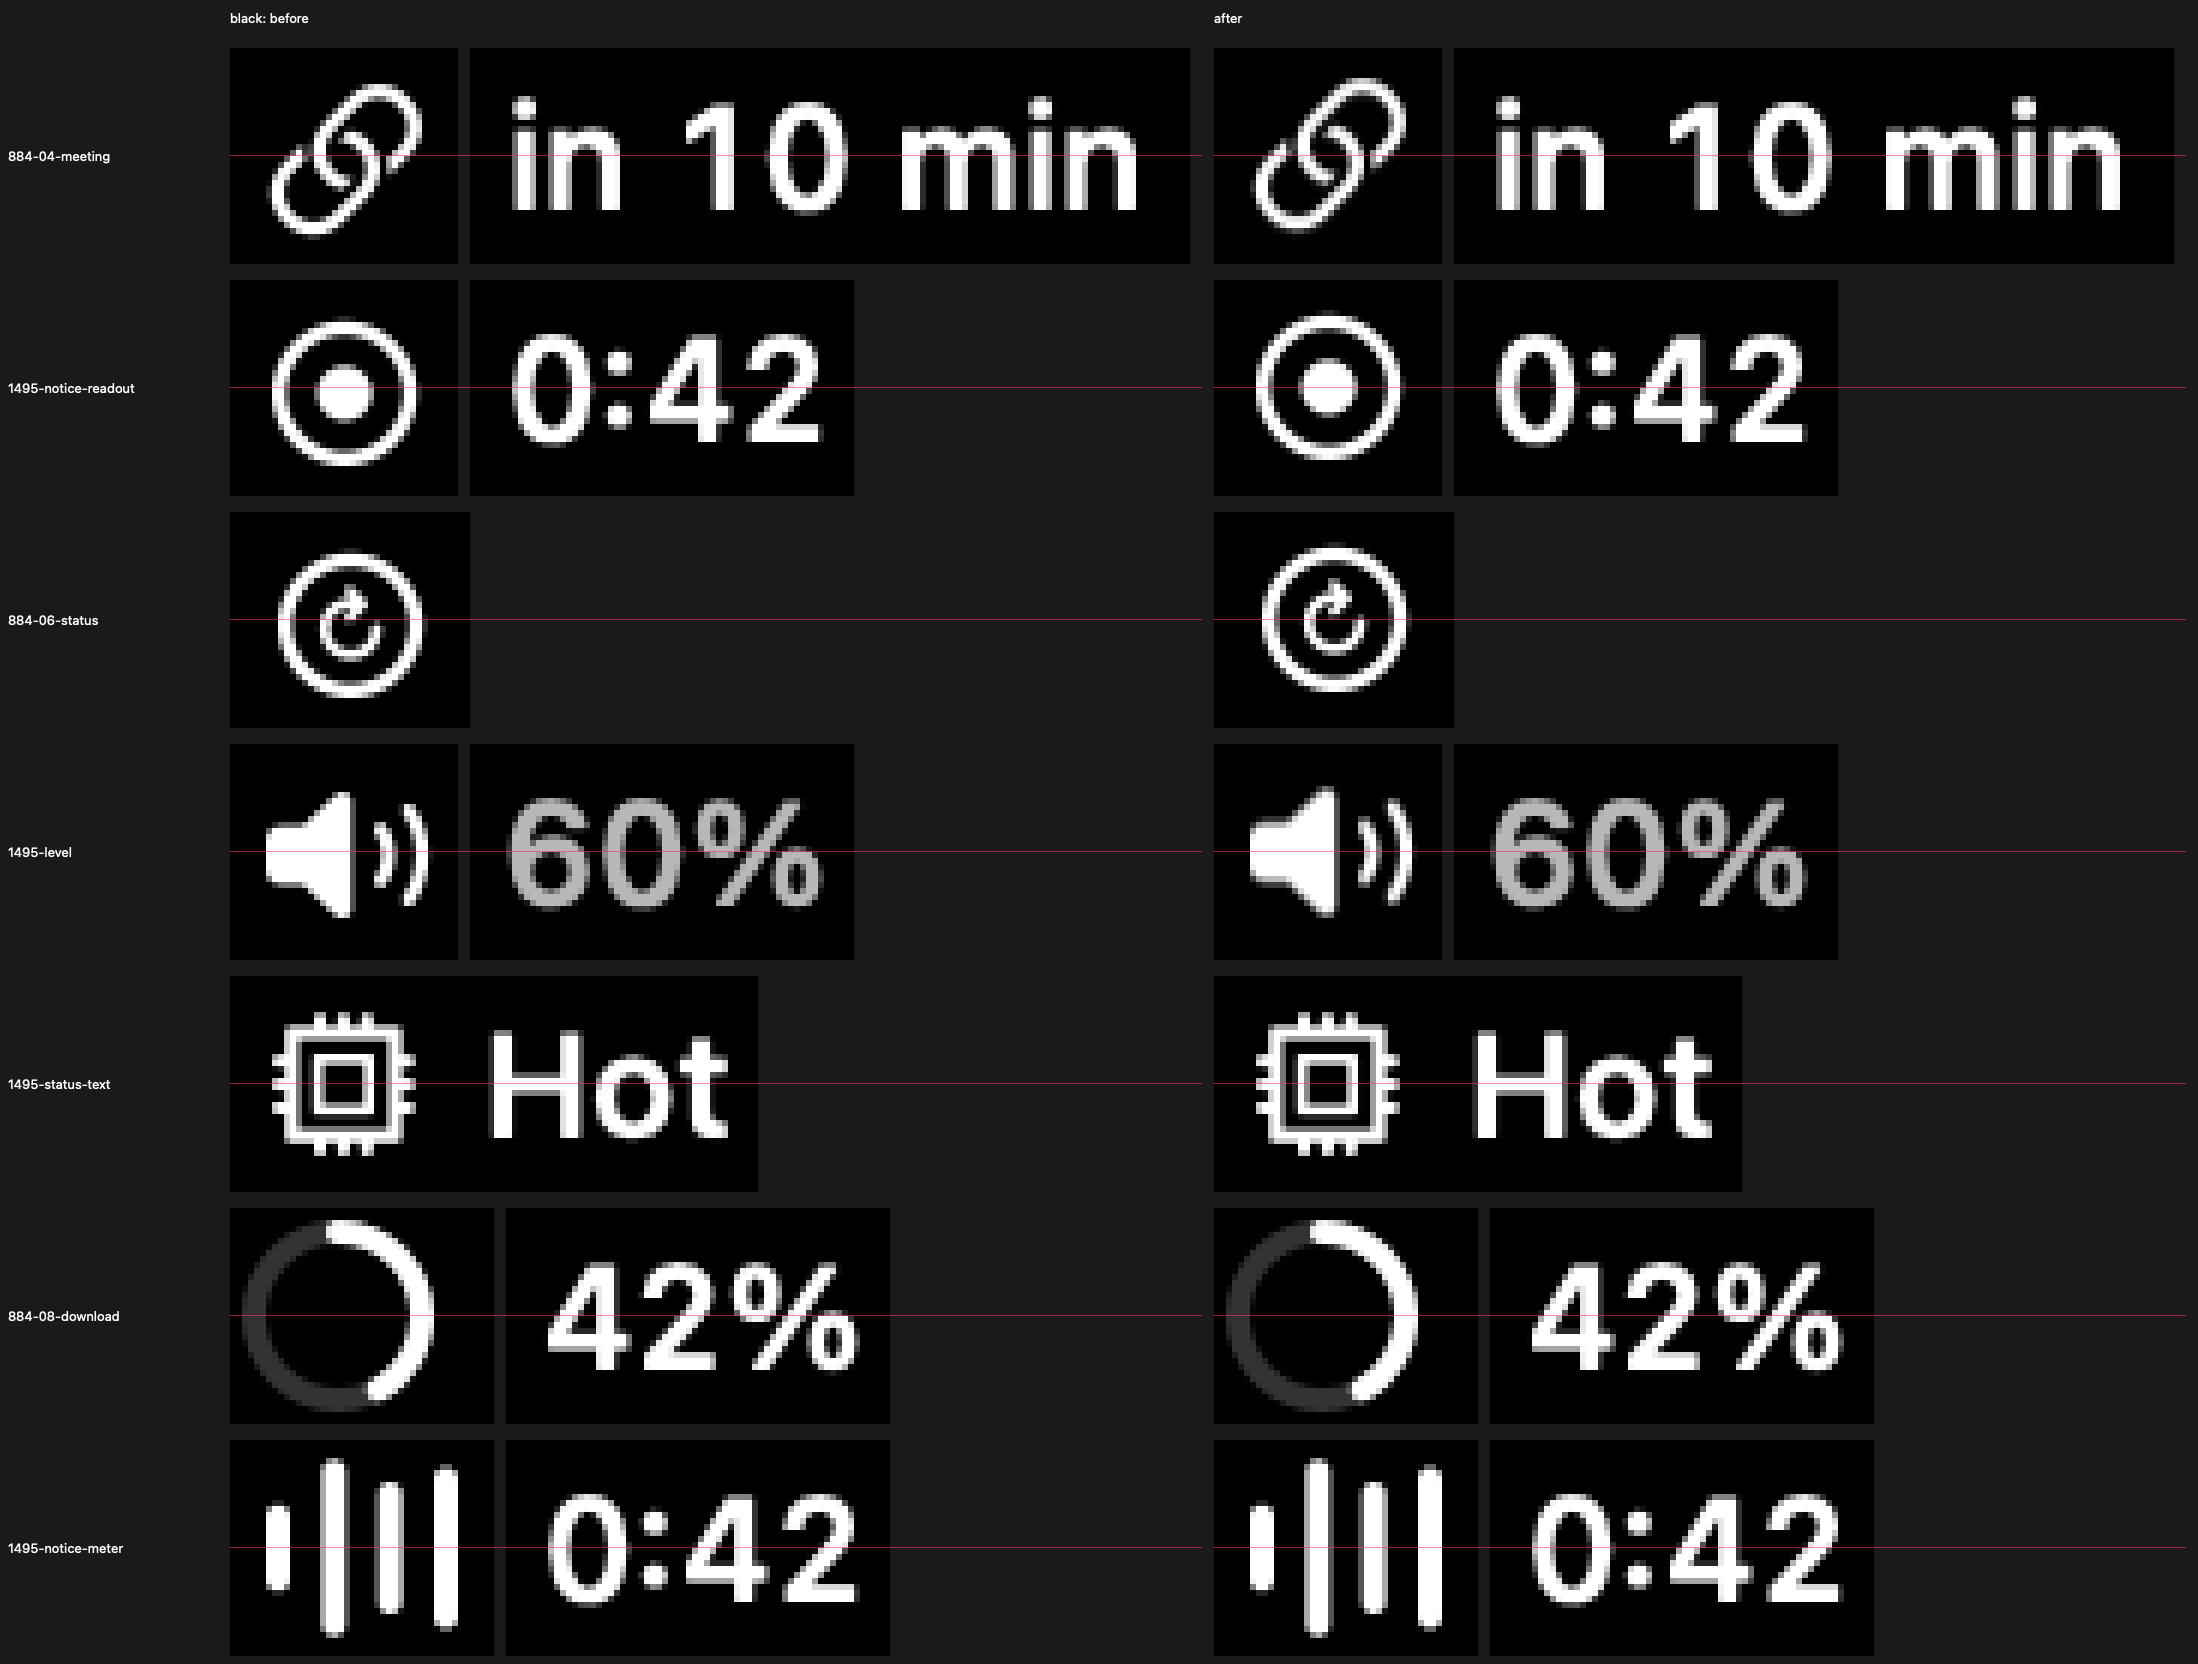 black: before after
884-04-meeting in 10 min in 10 min
1495-notice-readout 0:42 0:42
884-06-status
1495-level 60% 60%
1495-status-text Hot Hot
884-08-download 42% 42%
1495-notice-meter 0:42 0:42